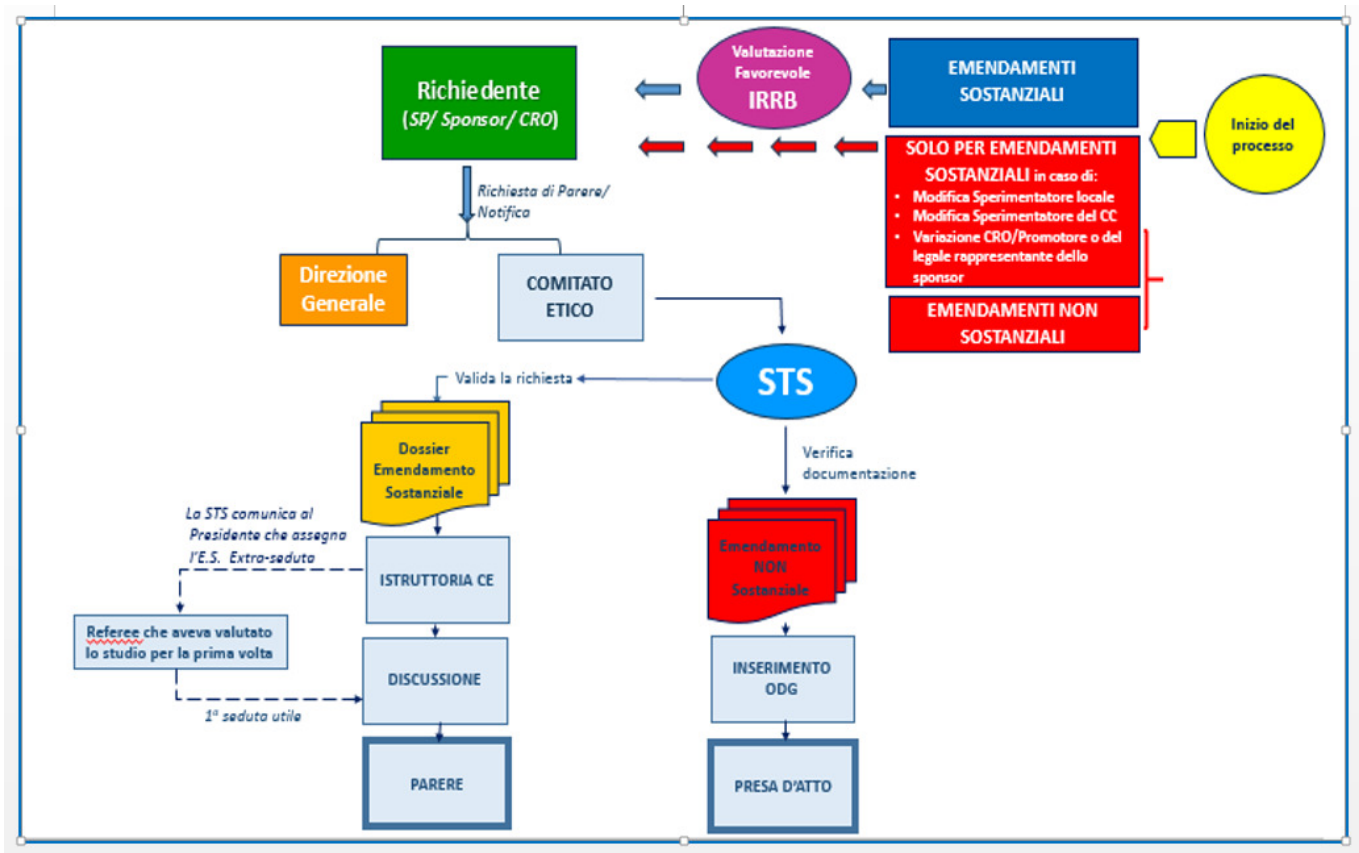 Valutazione
Favorevole
IRRB
EMENDAMENTI
SOSTANZIALI
Richiedente
(SP/ Sponsor/ CRO)
Inizio del
processo
SOLO PER EMENDAMENTI
SOSTANZIALI in caso di:
• Modifica Sperimentatore locale
• Modifica Sperimentatore del CC
• Variazione CRO/Promotore o del
legale rappresentante dello
sponsor
Richiesta di Parere/
Notifica
Direzione
Generale
COMITATO
ETICO
EMENDAMENTI NON
SOSTANZIALI
STS
Valida la richiesta
Dossier
Emendamento
Sostanziale
Verifica
documentazione
La STS comunica al
Presidente che assegna
l'E.S. Extra-seduta
Emendamento
NON
Sostanziale
ISTRUTTORIA CE
Referee che aveva valutato
lo studio per la prima volta
DISCUSSIONE
INSERIMENTO
ODG
1ª seduta utile
PARERE
PRESA D'ATTO